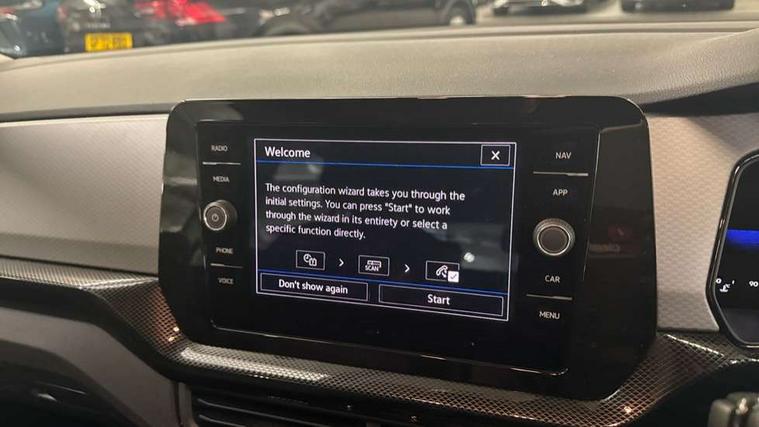 RADIO
MEDIA
PHONE
VOICE
Welcome
X
The configuration wizard takes you through the
initial settings. You can press "Start" to work
through the wizard in its entirety or select a
specific function directly.
SCAN
Don't show again
Start
NAV
APP
CAR
MENU
90